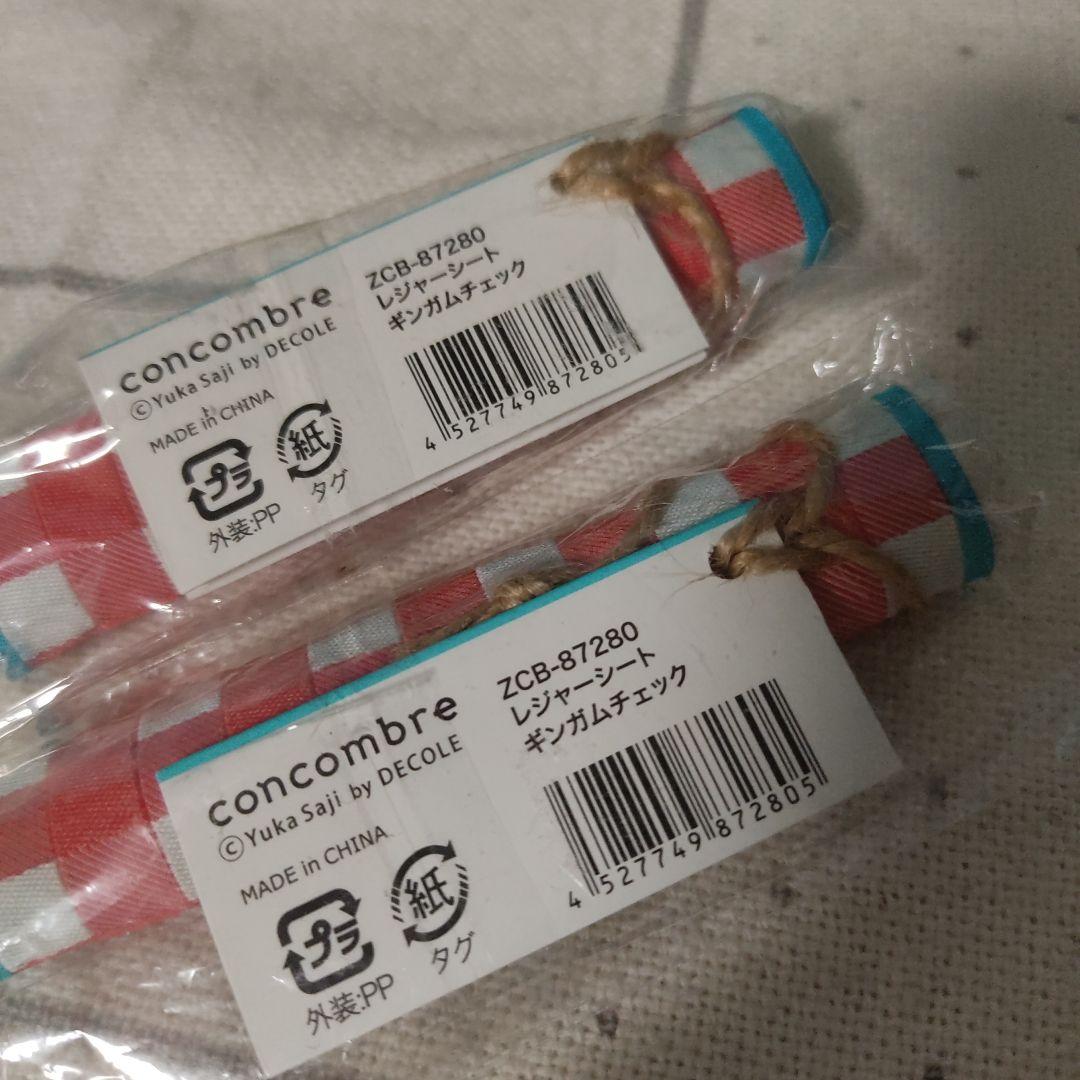 concombre
©Yuka Saji by DECOLE
MADE in CHINA
プラ
外装:PP
紙
タグ
ZCB-87280
レジャーシート
ギンガムチェック
4 527749 872805
concombre
©Yuka Saji by DECOLE
MADE in CHINA
プラ
外装:PP
紙
タグ
ZCB-87280
レジャーシート
ギンガムチェック
4 527749 872805